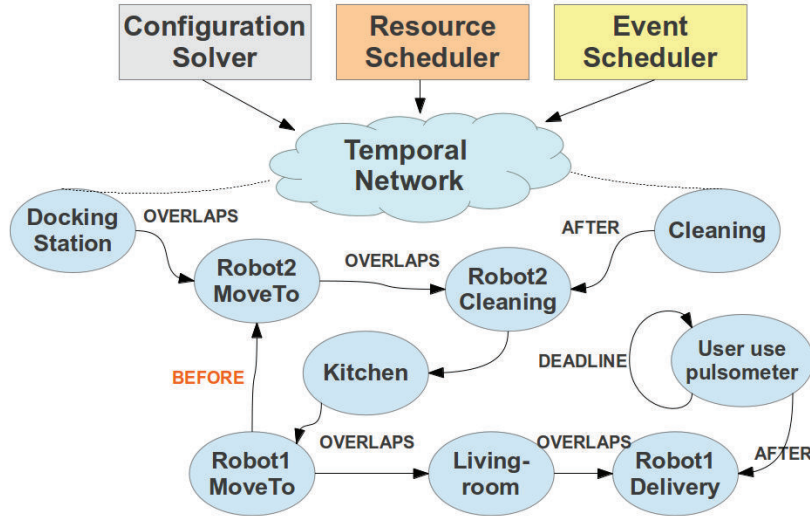 Configuration
Solver
Resource
Scheduler
Event
Scheduler
Temporal
Network
Docking
Station
OVERLAPS
Robot2
MoveTo
OVERLAPS
Robot2
Cleaning
AFTER
Cleaning
BEFORE
Kitchen
DEADLINE
User use
pulsometer
Robot1
MoveTo
OVERLAPS
Living-
room
OVERLAPS
Robot1
Delivery
AFTER